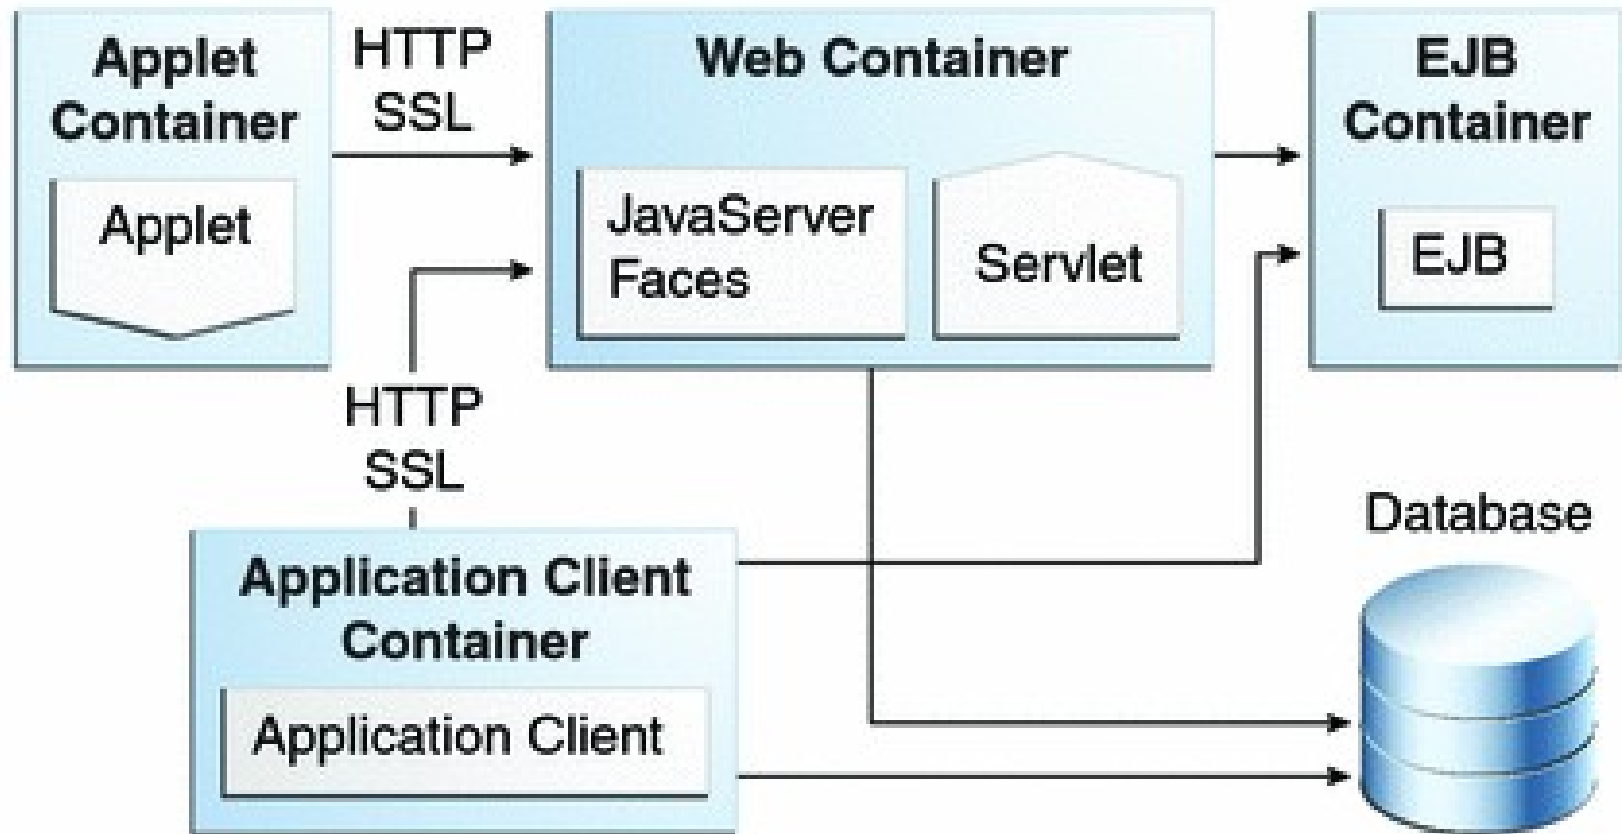 Applet
Container
HTTP
SSL
Web Container
EJB
Container
Applet
JavaServer
Faces
Servlet
EJB
HTTP
SSL
Database
Application Client
Container
Application Client